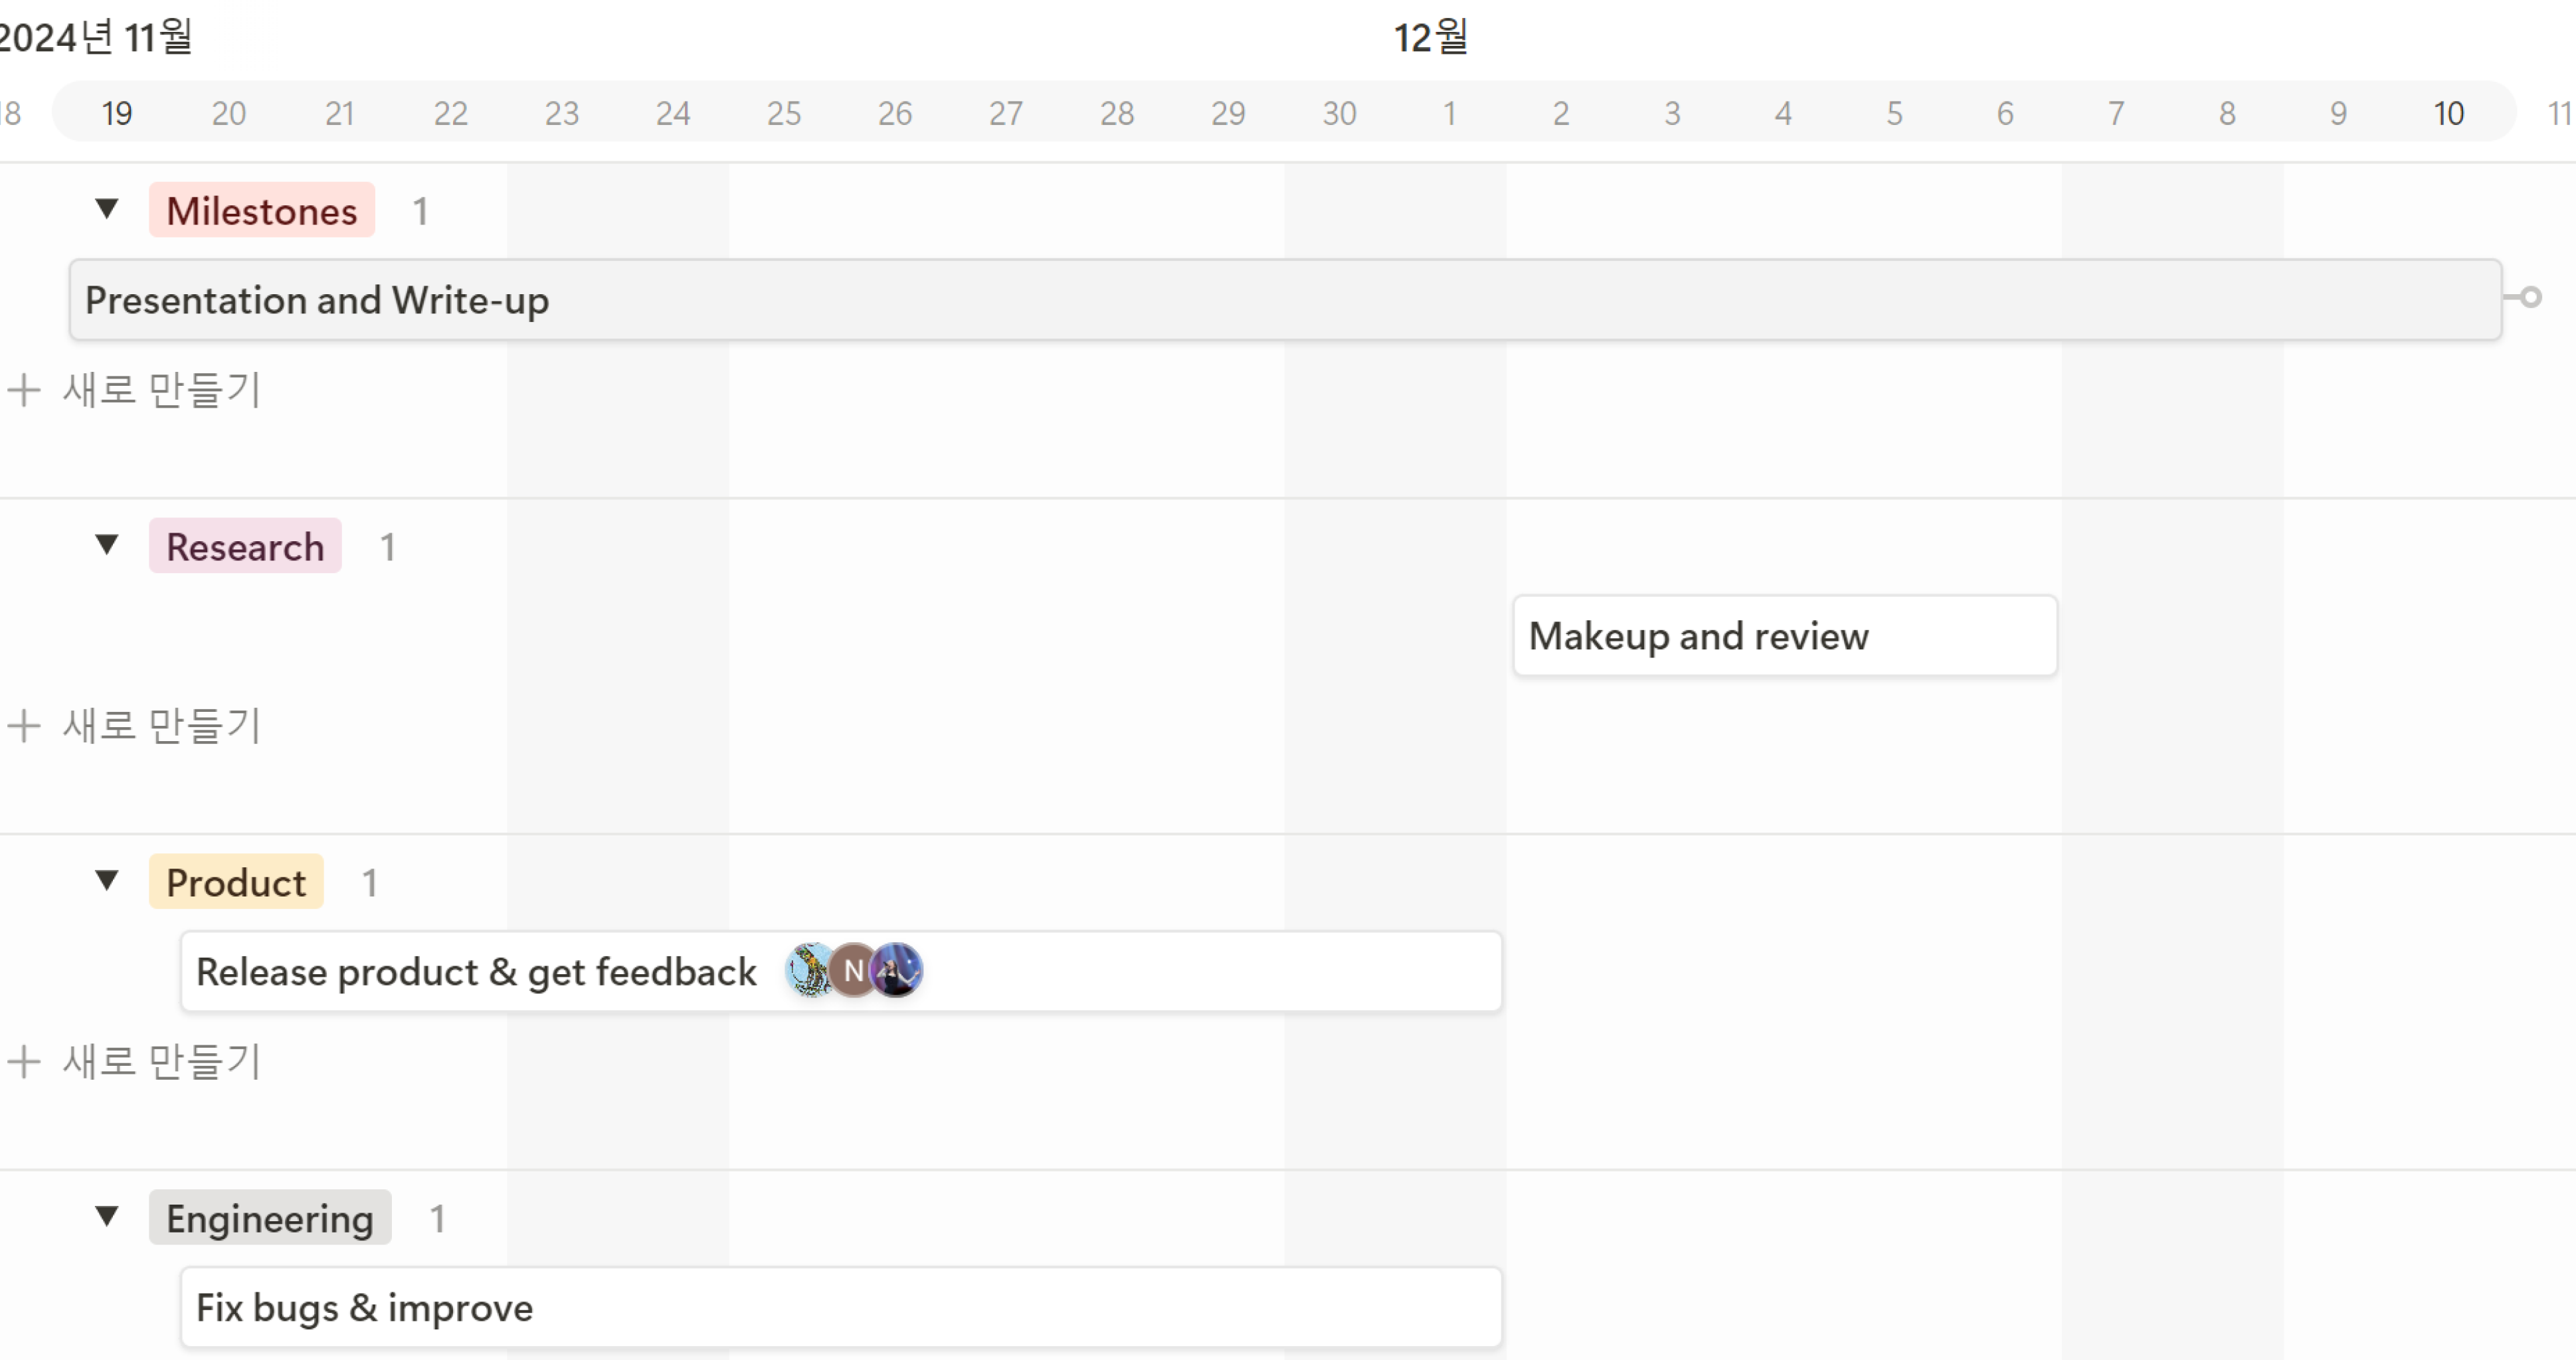 2024년 11월 12월
18 19 20 21 22 23 24 25 26 27 28 29 30 1 2 3 4 5 6 7 8 9 10 11
Milestones 1
Presentation and Write-up
새로 만들기
Research 1
Makeup and review
새로 만들기
Product 1
Release product & get feedback N
새로 만들기
Engineering 1
Fix bugs & improve